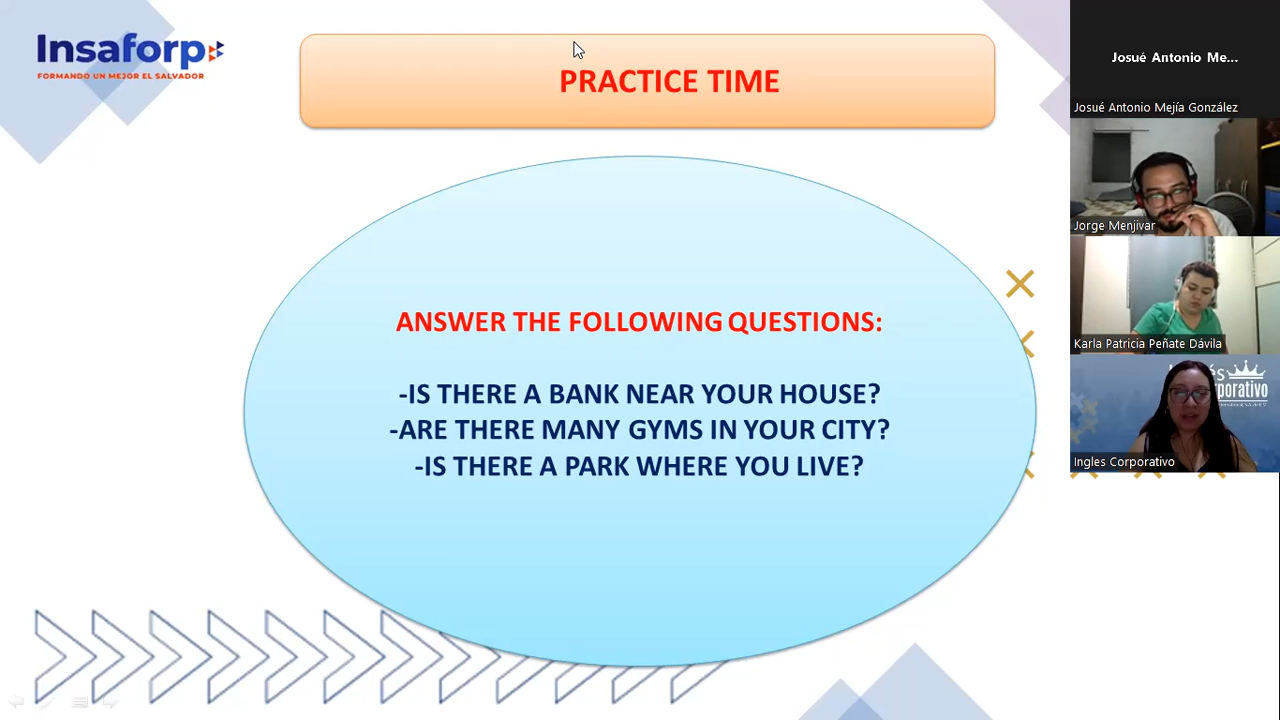 Insaforp
FORMANDO UN MEJOR EL SALVADOR
PRACTICE TIME
ANSWER THE FOLLOWING QUESTIONS:
-IS THERE A BANK NEAR YOUR HOUSE?
-ARE THERE MANY GYMS IN YOUR CITY?
-IS THERE A PARK WHERE YOU LIVE?
Josué Antonio Me...
Josué Antonio Mejía González
Jorge Menjivar
Karla Patricia Peñate Dávila
Ingles Corporativo